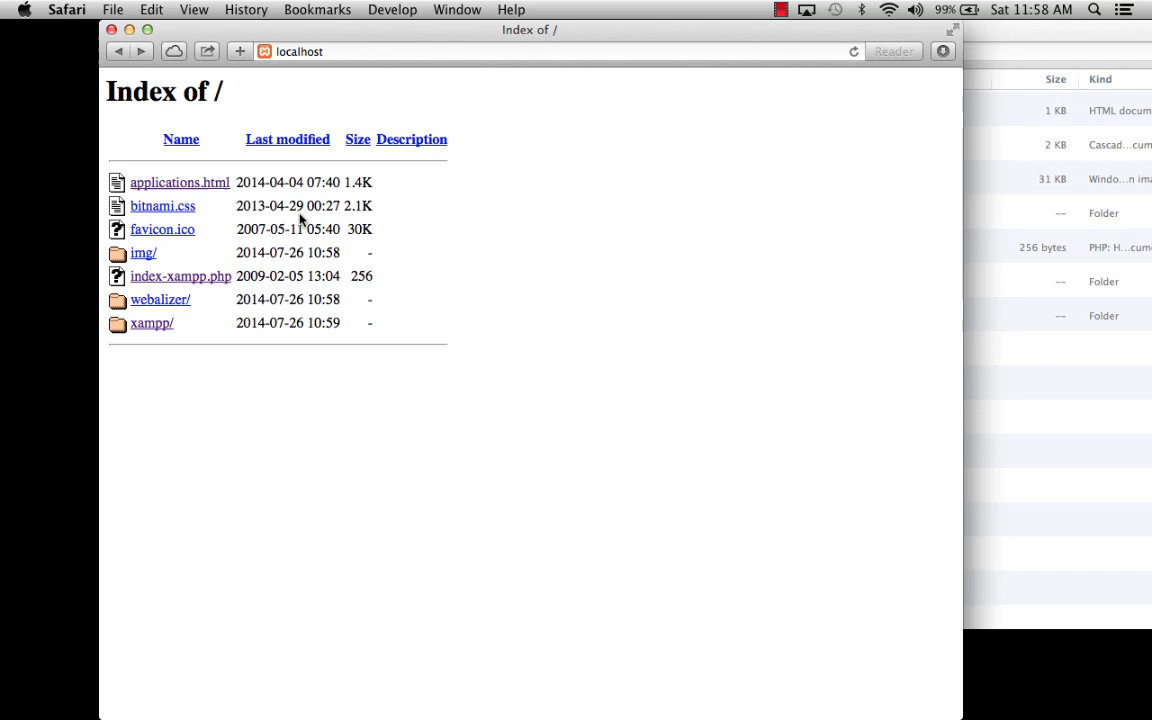 Safari File Edit View History Bookmarks Develop Window Help 99% Sat 11:58 AM
Index of /
localhost Reader
Index of /
Name Last modified Size Description
applications.html 2014-04-04 07:40 1.4K
bitnami.css 2013-04-29 00:27 2.1K
favicon.ico 2007-05-11 05:40 30K
img/ 2014-07-26 10:58 -
index-xampp.php 2009-02-05 13:04 256
webalizer/ 2014-07-26 10:58 -
xampp/ 2014-07-26 10:59 -
Size Kind
1 KB HTML docum
2 KB Cascad...cum
31 KB Windo...n ima
-- Folder
256 bytes PHP: H...cume
-- Folder
-- Folder